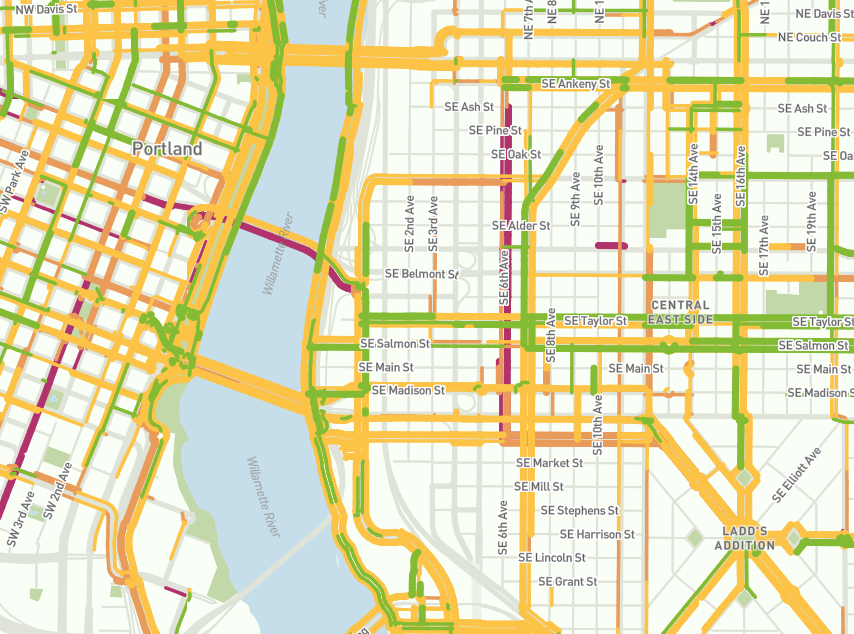 NW Davis St
NE Davis St
NE Couch St
SE Ankeny St
SE Ash St
SE Ash St
SE Pine St
SE Pine St
SE Oak St
Portland
SW Park Ave
SE 14th Ave
SE 16th Ave
SE 9th Ave
SE 10th Ave
SE 2nd Ave
SE 3rd Ave
SE 15th Ave
SE 19th Ave
SE 17th Ave
SE Alder St
Willamette River
SE Belmont St
SE 6th Ave
CENTRAL
EAST SIDE
SE Taylor St
SE Taylor St
SE 8th Ave
SE Salmon St
SE Salmon St
SE Main St
SE Main St
SE Main St
SE Madison St
SE Madison S
SE 10th Ave
SE Market St
SE Elliott Ave
SW 2nd Ave
SW 3rd Ave
Willamette River
SE Mill St
SE 6th Ave
SE Stephens St
SE Harrison St
LADD'S
ADDITION
SE Lincoln St
SE Grant St